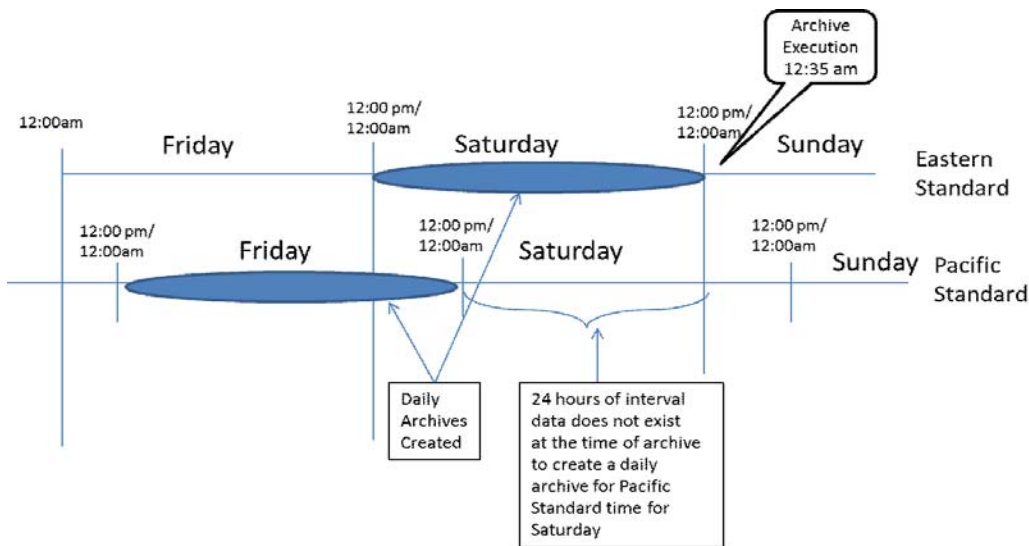 Archive
Execution
12:35 am
12:00am
12:00 pm/
12:00am
12:00 pm/
12:00am
Friday
Saturday
Sunday
Eastern
Standard
12:00 pm/
12:00am
12:00 pm/
12:00am
12:00 pm/
12:00am
Friday
Saturday
Sunday
Pacific
Standard
Daily
Archives
Created
24 hours of interval
data does not exist
at the time of archive
to create a daily
archive for Pacific
Standard time for
Saturday